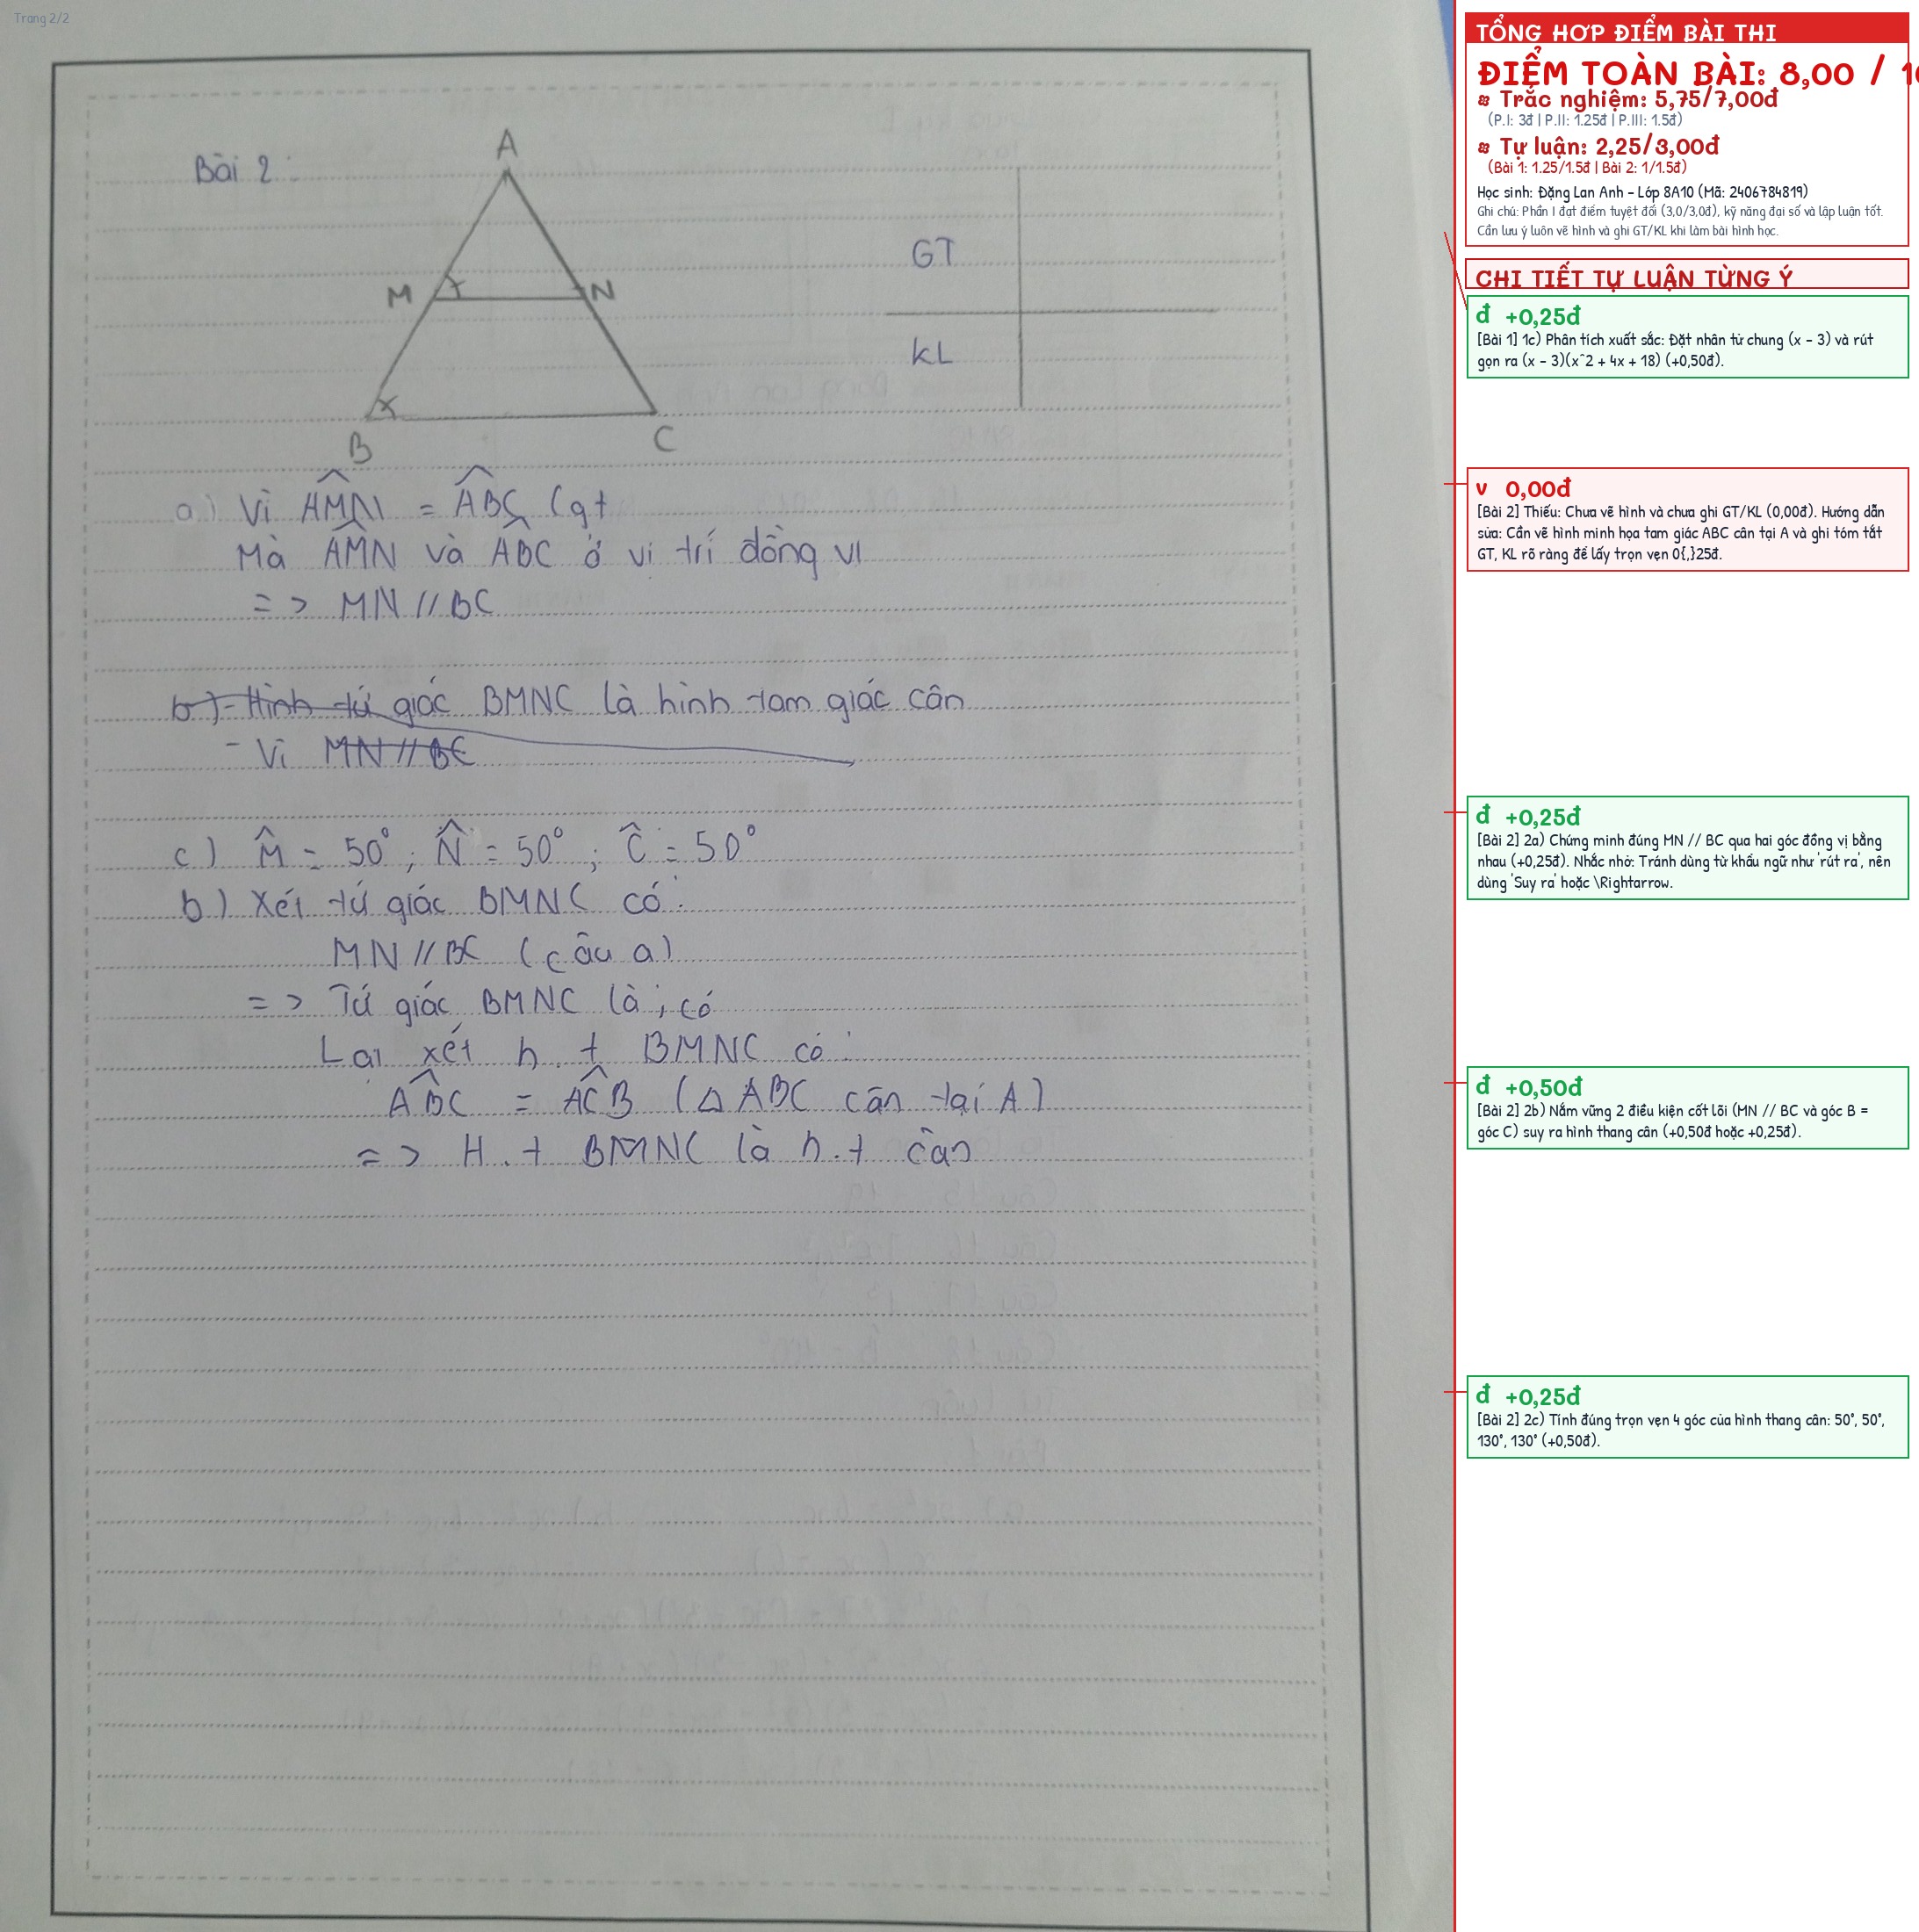 Trang 2/2
Bài 2:
A
M
N
B
C
GT
KL
a) Vì AMN = ABC (gt
Mà AMN và ABC ở vi trí đồng vi
=> MN // BC
b) - Hình tứ giác BMNC là hình tam giác cân
- Vì MN // BC
c) M = 50°; N = 50°; C = 50°
b) Xét tứ giác BMNC có:
MN // BC (câu a)
=> Tứ giác BMNC là ; có
Lại xét h.t BMNC có:
ABC = ACB (△ABC cân tại A)
=> H.t BMNC là h.t cân
TỔNG HỢP ĐIỂM BÀI THI
ĐIỂM TOÀN BÀI: 8,00 / 10
Trắc nghiệm: 5,75/7,00đ
(P.I: 3đ | P.II: 1.25đ | P.III: 1.5đ)
Tự luận: 2,25/3,00đ
(Bài 1: 1.25/1.5đ | Bài 2: 1/1.5đ)
Học sinh: Đặng Lan Anh - Lớp 8A10 (Mã: 2406784819)
Ghi chú: Phần I đạt điểm tuyệt đối (3,0/3,0đ), kỹ năng đại số và lập luận tốt.
Cần lưu ý luôn vẽ hình và ghi GT/KL khi làm bài hình học.
CHI TIẾT TỰ LUẬN TỪNG Ý
đ +0,25đ
[Bài 1] 1c) Phân tích xuất sắc: Đặt nhân tử chung (x - 3) và rút
gọn ra (x - 3)(x^2 + 4x + 18) (+0,50đ).
v 0,00đ
[Bài 2] Thiếu: Chưa vẽ hình và chưa ghi GT/KL (0,00đ). Hướng dẫn
sửa: Cần vẽ hình minh họa tam giác ABC cân tại A và ghi tóm tắt
GT, KL rõ ràng để lấy trọn vẹn 0{,}25đ.
đ +0,25đ
[Bài 2] 2a) Chứng minh đúng MN // BC qua hai góc đồng vị bằng
nhau (+0,25đ). Nhắc nhở: Tránh dùng từ khẩu ngữ như 'rút ra', nên
dùng 'Suy ra' hoặc \Rightarrow.
đ +0,50đ
[Bài 2] 2b) Nắm vững 2 điều kiện cốt lõi (MN // BC và góc B =
góc C) suy ra hình thang cân (+0,50đ hoặc +0,25đ).
đ +0,25đ
[Bài 2] 2c) Tính đúng trọn vẹn 4 góc của hình thang cân: 50°, 50°,
130°, 130° (+0,50đ).